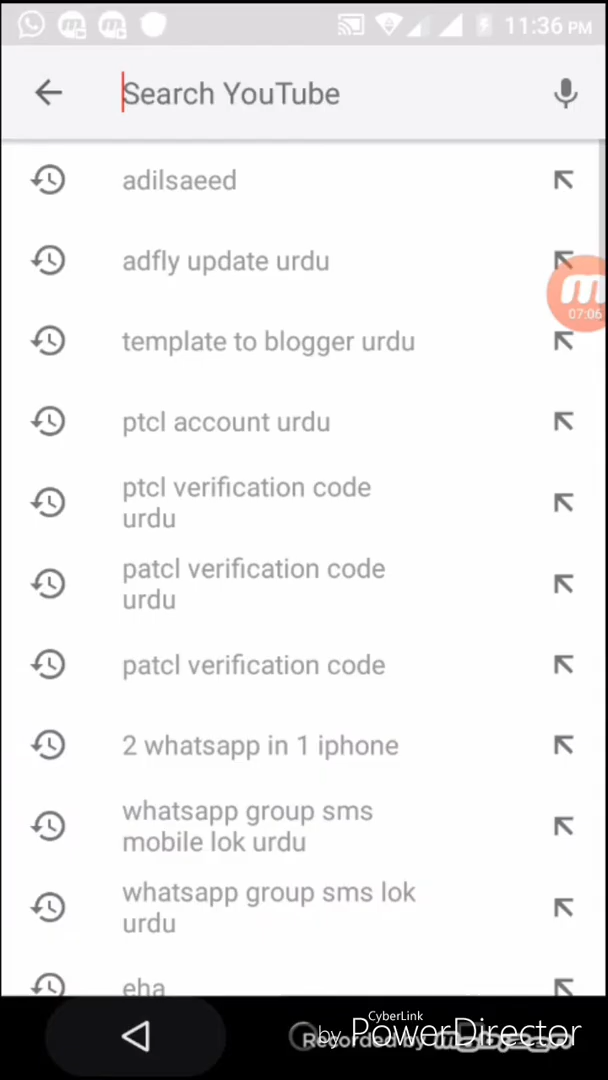 11:36 PM
Search YouTube
adilsaeed
adfly update urdu
07:06
template to blogger urdu
ptcl account urdu
ptcl verification code
urdu
patcl verification code
urdu
patcl verification code
2 whatsapp in 1 iphone
whatsapp group sms
mobile lok urdu
whatsapp group sms lok
urdu
eha
CyberLink
by PowerDirector
Recorded by